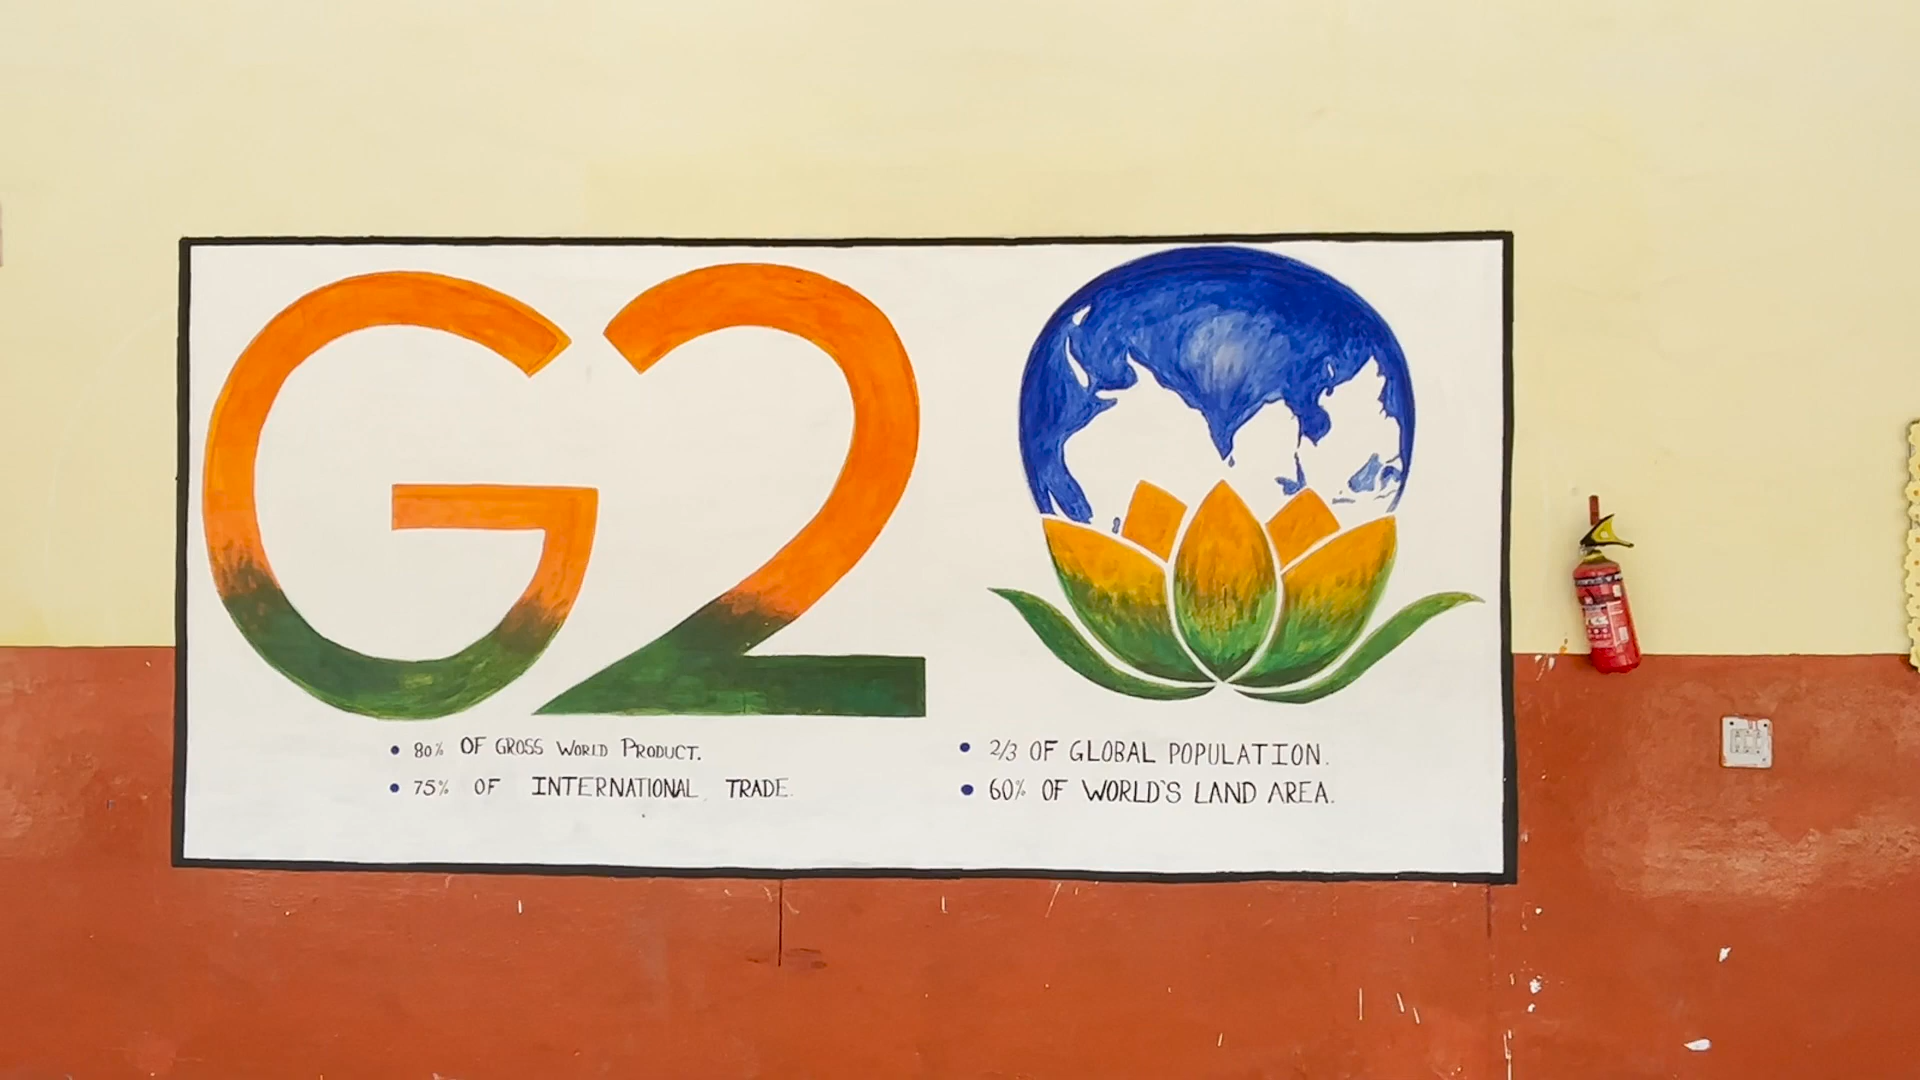 G20
• 80% OF GROSS WORLD PRODUCT.
• 75% OF INTERNATIONAL TRADE.
• 2/3 OF GLOBAL POPULATION.
• 60% OF WORLD'S LAND AREA.